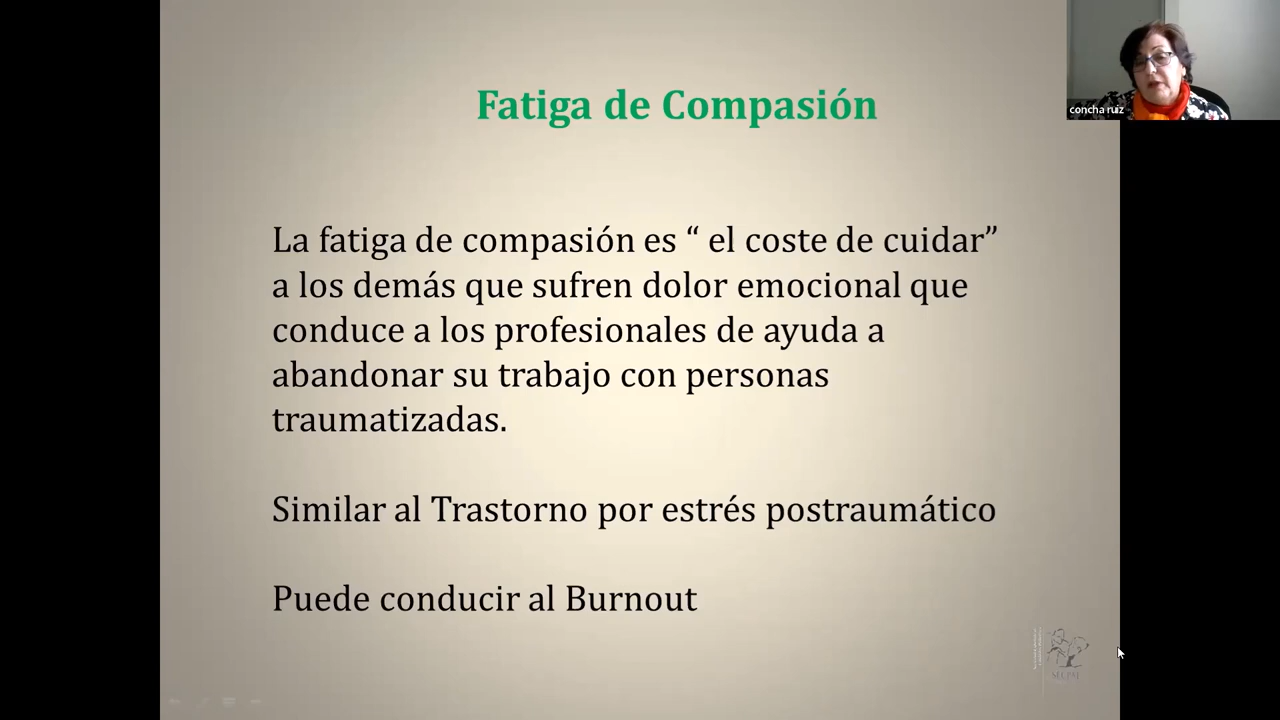 concha ruiz
Fatiga de Compasión
La fatiga de compasión es “ el coste de cuidar”
a los demás que sufren dolor emocional que
conduce a los profesionales de ayuda a
abandonar su trabajo con personas
traumatizadas.
Similar al Trastorno por estrés postraumático
Puede conducir al Burnout
SECPAL